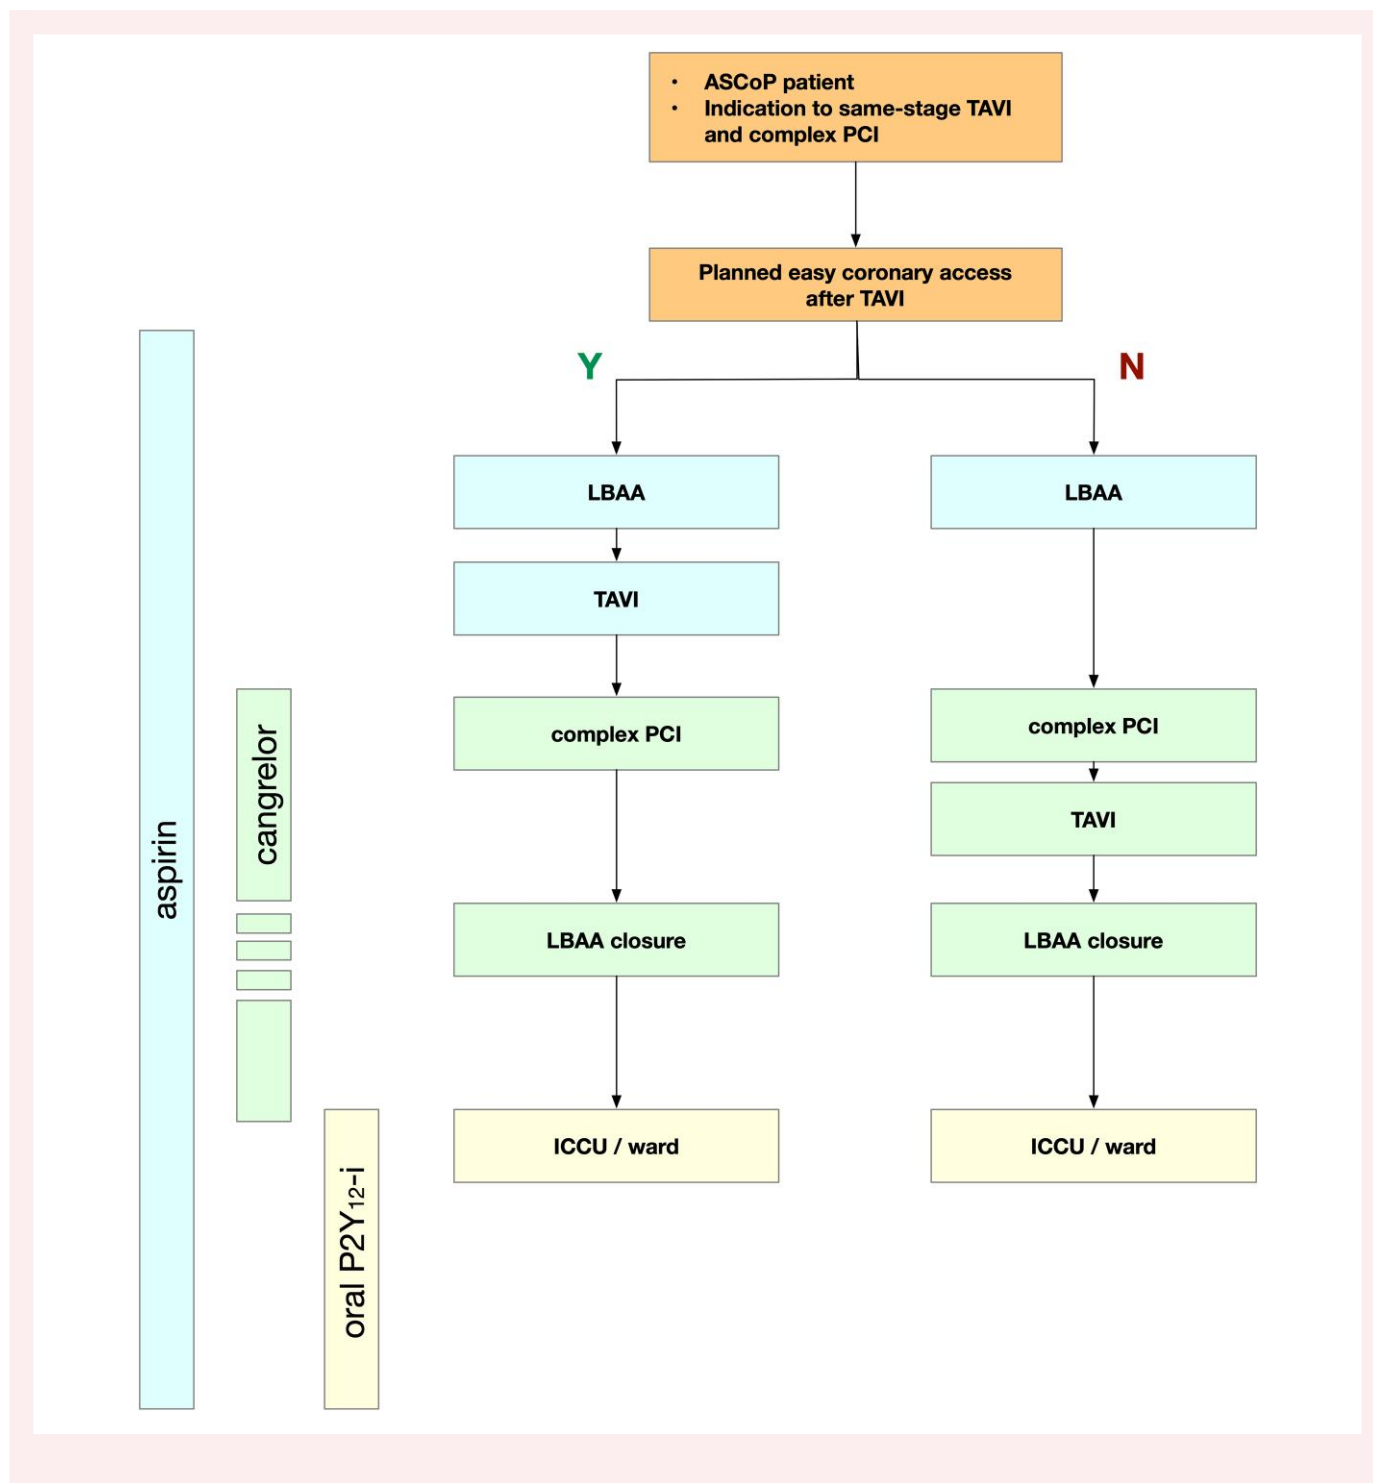 • ASCoP patient
• Indication to same-stage TAVI
and complex PCI
Planned easy coronary access
after TAVI
Y
N
LBAA
LBAA
TAVI
complex PCI
complex PCI
TAVI
LBAA closure
LBAA closure
ICCU / ward
ICCU / ward
aspirin
cangrelor
oral P2Y₁₂-i